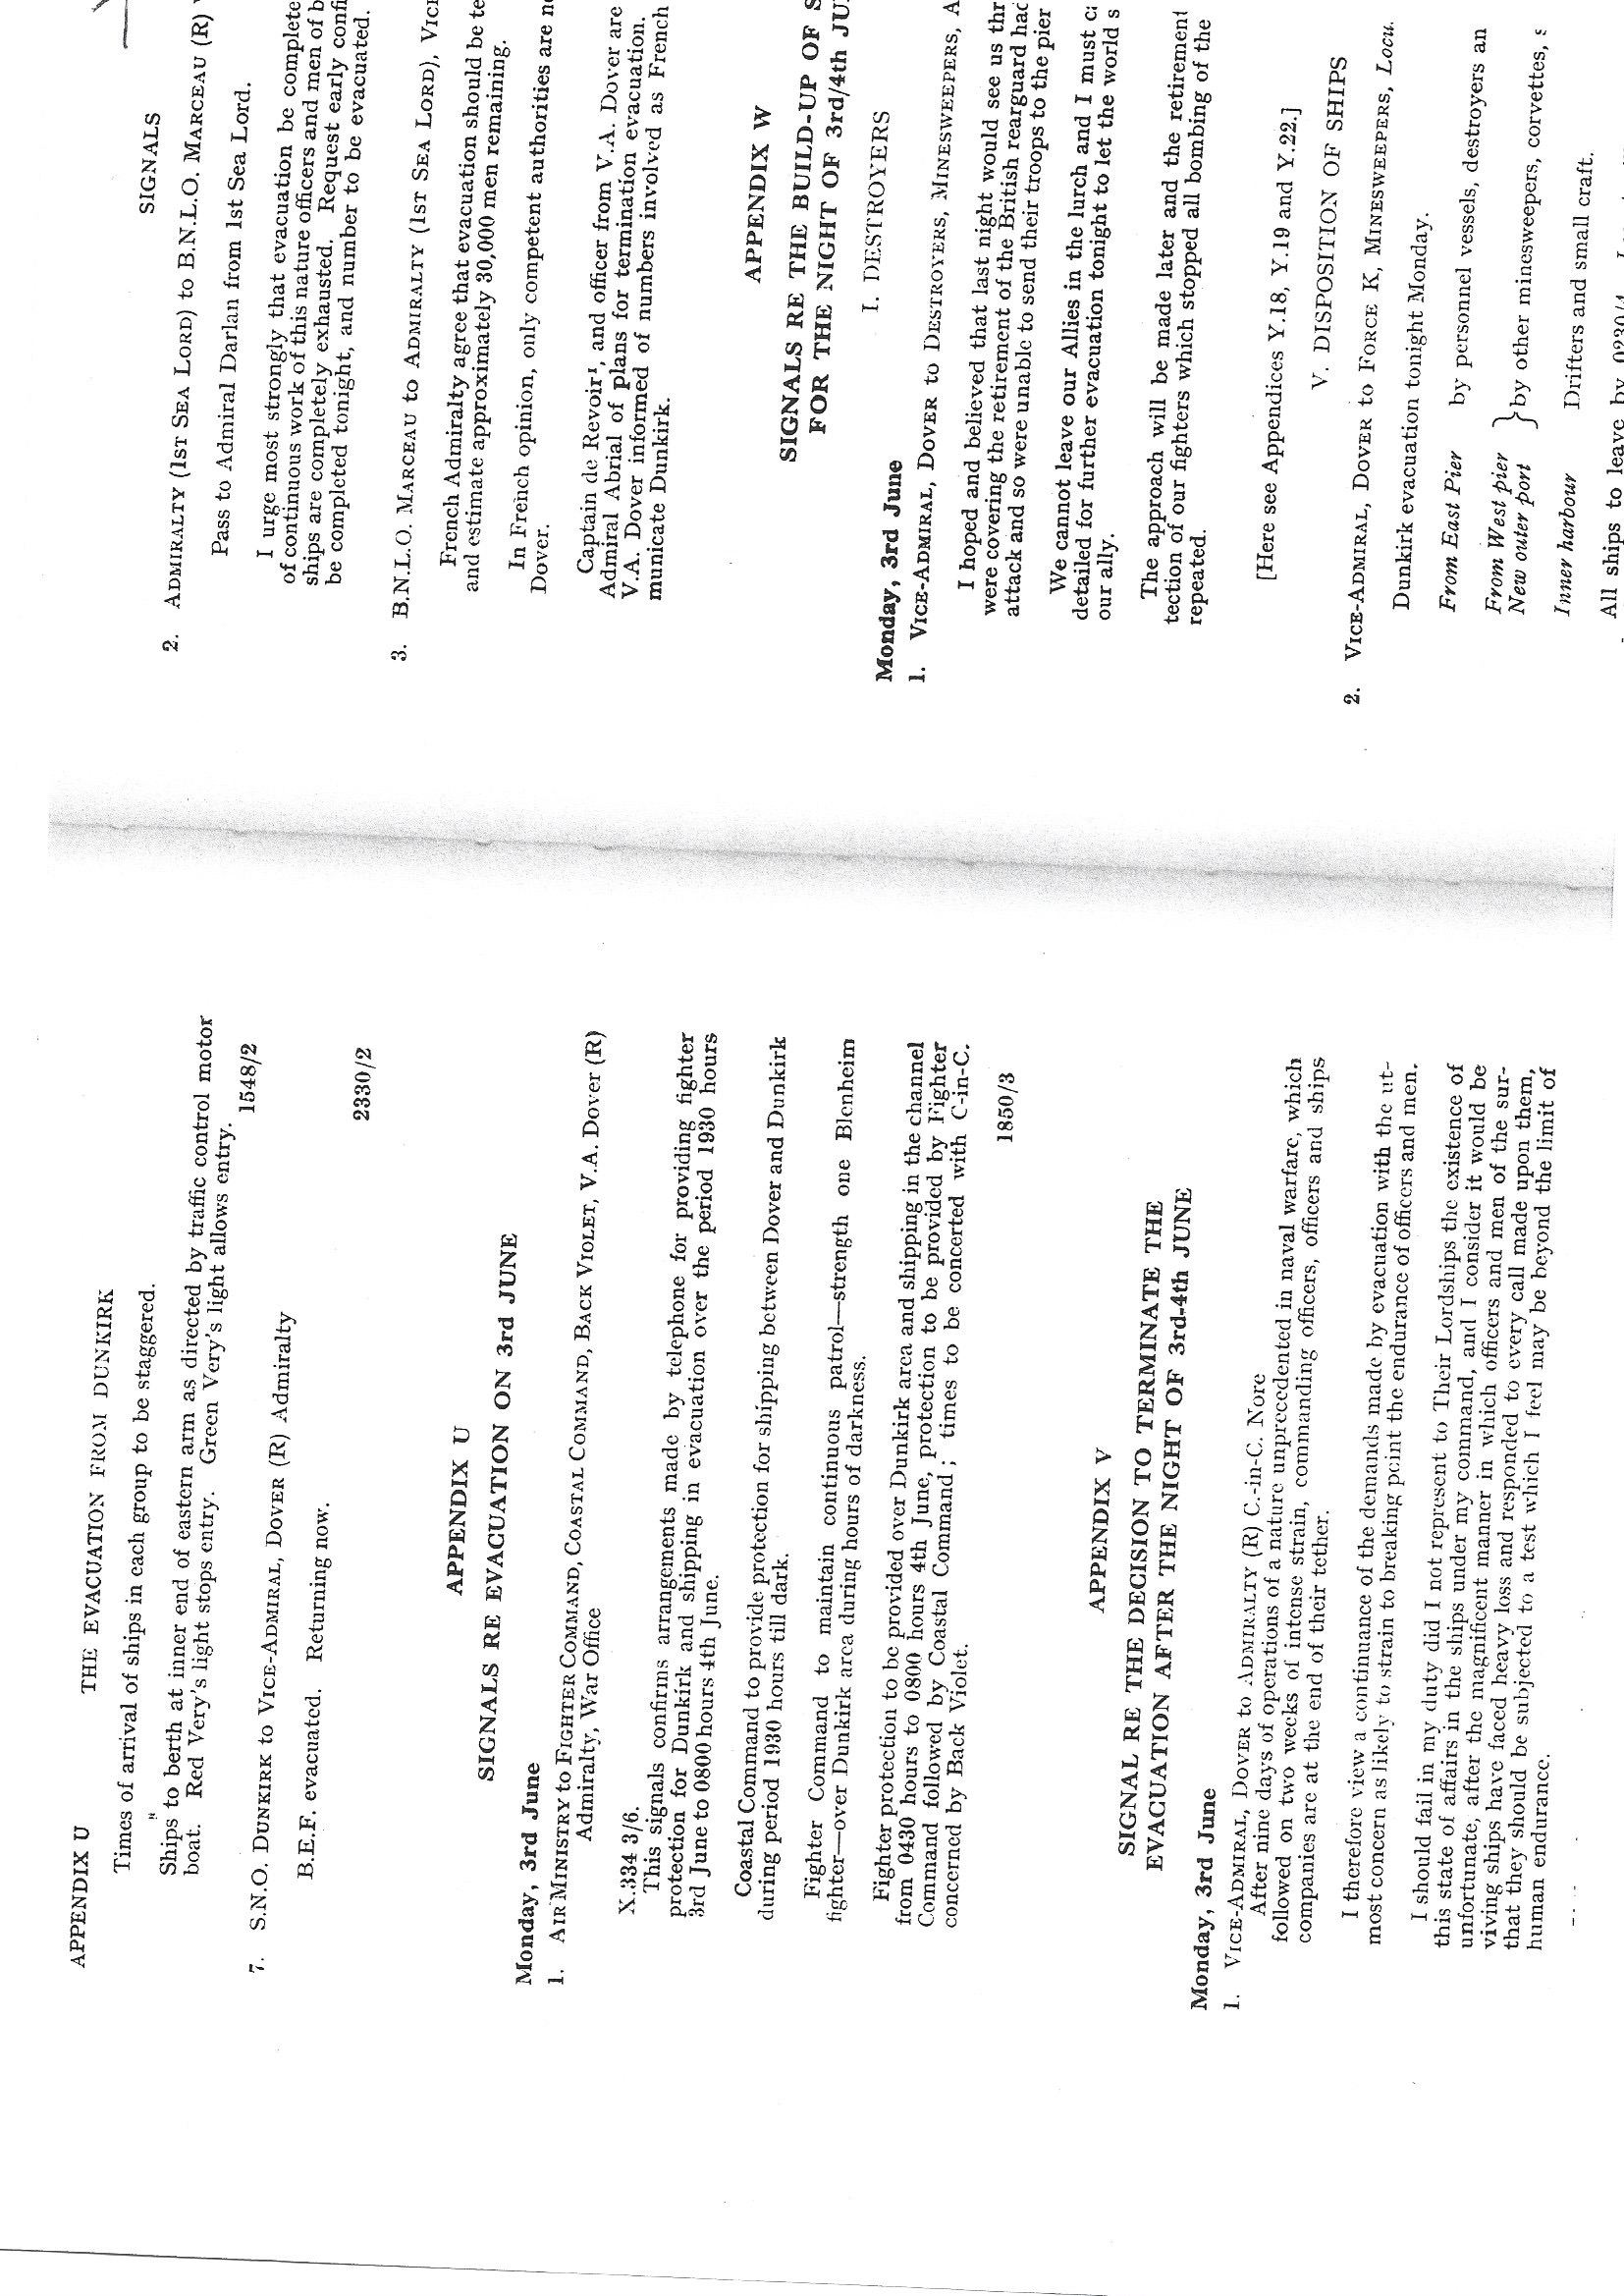 APPENDIX U THE EVACUATION FROM DUNKIRK
Times of arrival of ships in each group to be staggered.
Ships to berth at inner end of eastern arm as directed by traffic control motor
boat. Red Very's light stops entry. Green Very's light allows entry.
1548/2
7. S.N.O. DUNKIRK to VICE-ADMIRAL, DOVER (R) Admiralty
B.E.F. evacuated. Returning now.
2330/2
APPENDIX U
SIGNALS RE EVACUATION ON 3rd JUNE
Monday, 3rd June
1. AIR MINISTRY to FIGHTER COMMAND, COASTAL COMMAND, BACK VIOLET, V.A. DOVER (R)
Admiralty, War Office
X.334 3/6.
This signals confirms arrangements made by telephone for providing fighter
protection for Dunkirk and shipping in evacuation over the period 1930 hours
3rd June to 0800 hours 4th June.
Coastal Command to provide protection for shipping between Dover and Dunkirk
during period 1930 hours till dark.
Fighter Command to maintain continuous patrol—strength one Blenheim
fighter—over Dunkirk area during hours of darkness.
Fighter protection to be provided over Dunkirk area and shipping in the channel
from 0430 hours to 0800 hours 4th June, protection to be provided by Fighter
Command followed by Coastal Command ; times to be concerted with C-in-C.
concerned by Back Violet.
1850/3
APPENDIX V
SIGNAL RE THE DECISION TO TERMINATE THE
EVACUATION AFTER THE NIGHT OF 3rd-4th JUNE
Monday, 3rd June
1. VICE-ADMIRAL, DOVER to ADMIRALTY (R) C.-in-C. Nore
After nine days of operations of a nature unprecedented in naval warfare, which
followed on two weeks of intense strain, commanding officers, officers and ships
companies are at the end of their tether.
I therefore view a continuance of the demands made by evacuation with the ut-
most concern as likely to strain to breaking point the endurance of officers and men.
I should fail in my duty did I not represent to Their Lordships the existence of
this state of affairs in the ships under my command, and I consider it would be
unfortunate, after the magnificent manner in which officers and men of the sur-
viving ships have faced heavy loss and responded to every call made upon them,
that they should be subjected to a test which I feel may be beyond the limit of
human endurance.
SIGNALS
2. ADMIRALTY (1ST SEA LORD) to B.N.L.O. MARCEAU (R)
Pass to Admiral Darlan from 1st Sea Lord.
I urge most strongly that evacuation be complete
of continuous work of this nature officers and men of b
ships are completely exhausted. Request early confi
be completed tonight, and number to be evacuated.
3. B.N.L.O. MARCEAU to ADMIRALTY (1ST SEA LORD), VICE
French Admiralty agree that evacuation should be te
and estimate approximately 30,000 men remaining.
In French opinion, only competent authorities are no
Dover.
Captain de Revoir¹, and officer from V.A. Dover are
Admiral Abrial of plans for termination evacuation.
V.A. Dover informed of numbers involved as French
municate Dunkirk.
APPENDIX W
SIGNALS RE THE BUILD-UP OF S
FOR THE NIGHT OF 3rd/4th JU
I. DESTROYERS
Monday, 3rd June
1. VICE-ADMIRAL, DOVER to DESTROYERS, MINESWEEPERS, A
I hoped and believed that last night would see us thr
were covering the retirement of the British rearguard had
attack and so were unable to send their troops to the pier
We cannot leave our Allies in the lurch and I must ca
detailed for further evacuation tonight to let the world s
our ally.
The approach will be made later and the retirement
tection of our fighters which stopped all bombing of the
repeated.
[Here see Appendices Y.18, Y.19 and Y.22.]
V. DISPOSITION OF SHIPS
2. VICE-ADMIRAL, DOVER to FORCE K, MINESWEEPERS, Locu.
Dunkirk evacuation tonight Monday.
From East Pier by personnel vessels, destroyers an
From West pier
New outer port } by other minesweepers, corvettes, s
Inner harbour Drifters and small craft.
All ships to leave by 0230/4